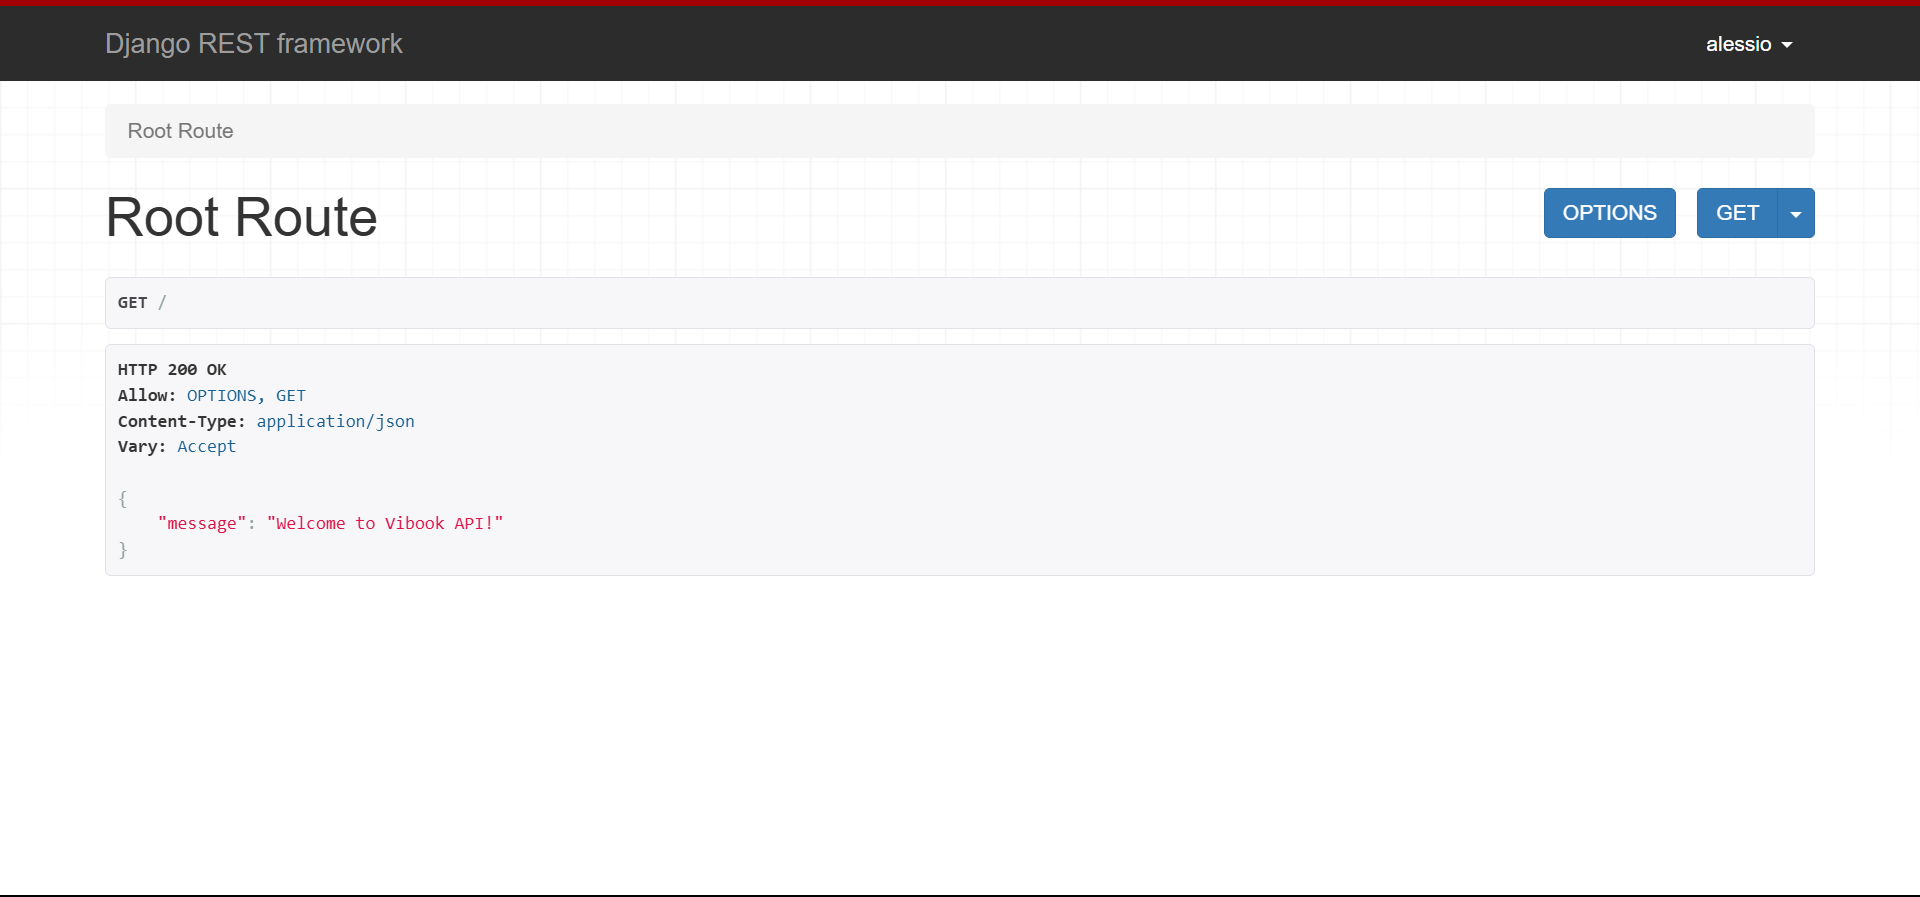 Django REST framework
alessio
Root Route
Root Route
OPTIONS
GET
GET /
HTTP 200 OK
Allow: OPTIONS, GET
Content-Type: application/json
Vary: Accept
{
    "message": "Welcome to Vibook API!"
}